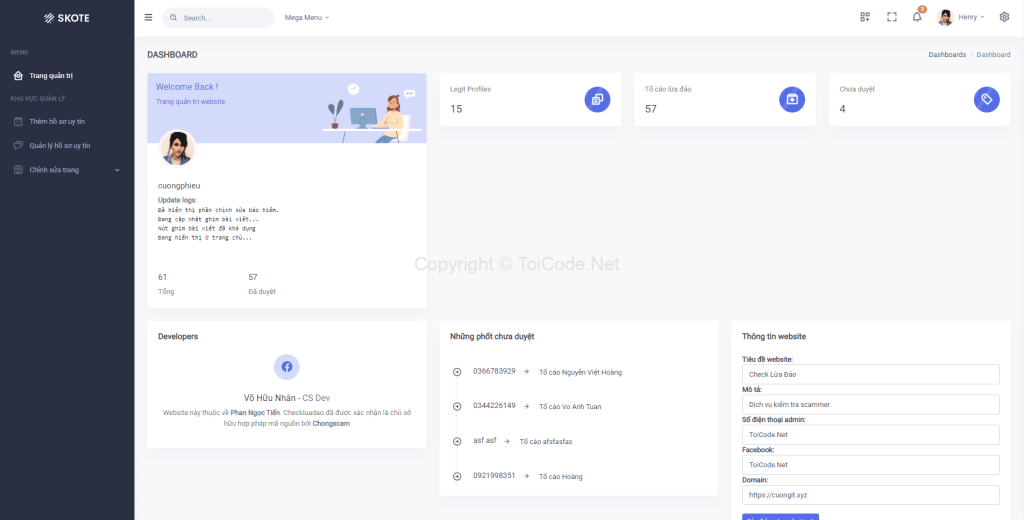 SKOTE
Search...
Mega Menu
3
Henry
MENU
Trang quản trị
KHU VỰC QUẢN LÝ
Thêm hồ sơ uy tín
Quản lý hồ sơ uy tín
Chỉnh sửa trang
DASHBOARD
Dashboards / Dashboard
Welcome Back !
Trang quản trị website
cuongphieu
Update logs:
Đã hiển thị phần chỉnh sửa bảo hiểm.
Đang cập nhật ghim bài viết...
Nút ghim bài viết đã khả dụng
Đang hiển thị ở trang chủ...
61
Tổng
57
Đã duyệt
Legit Profiles
15
Tố cáo lừa đảo
57
Chưa duyệt
4
Copyright © ToiCode.Net
Developers
Võ Hữu Nhân - CS Dev
Website này thuộc về Phan Ngọc Tiến. Checkluadao đã được xác nhận là chủ sở
hữu hợp pháp mã nguồn bởi Chongscam
Những phốt chưa duyệt
0366783929 → Tố cáo Nguyễn Việt Hoàng
0344226149 → Tố cáo Vo Anh Tuan
asf asf → Tố cáo afsfasfas
0921998351 → Tố cáo Hoàng
Thông tin website
Tiêu đề website:
Check Lừa Đảo
Mô tả:
Dịch vụ kiểm tra scammer
Số điện thoại admin:
ToiCode.Net
Facebook:
ToiCode.Net
Domain:
https://cuongit.xyz